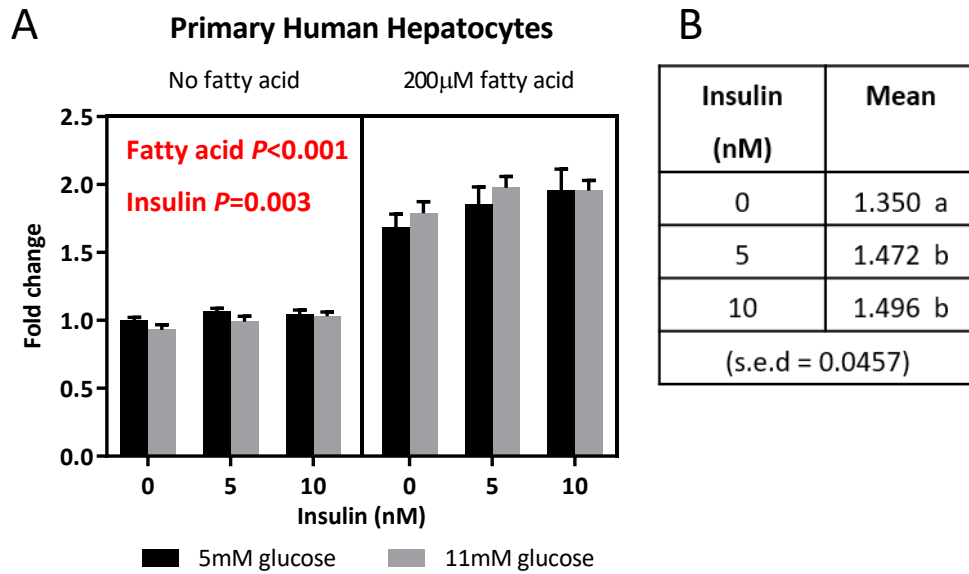 A
Primary Human Hepatocytes
No fatty acid
200μM fatty acid
Fatty acid P<0.001
Insulin P=0.003
Fold change
2.5
2.0
1.5
1.0
0.5
0.0
0 5 10 0 5 10
Insulin (nM)
5mM glucose 11mM glucose
B
Insulin (nM) Mean
0 1.350 a
5 1.472 b
10 1.496 b
(s.e.d = 0.0457)